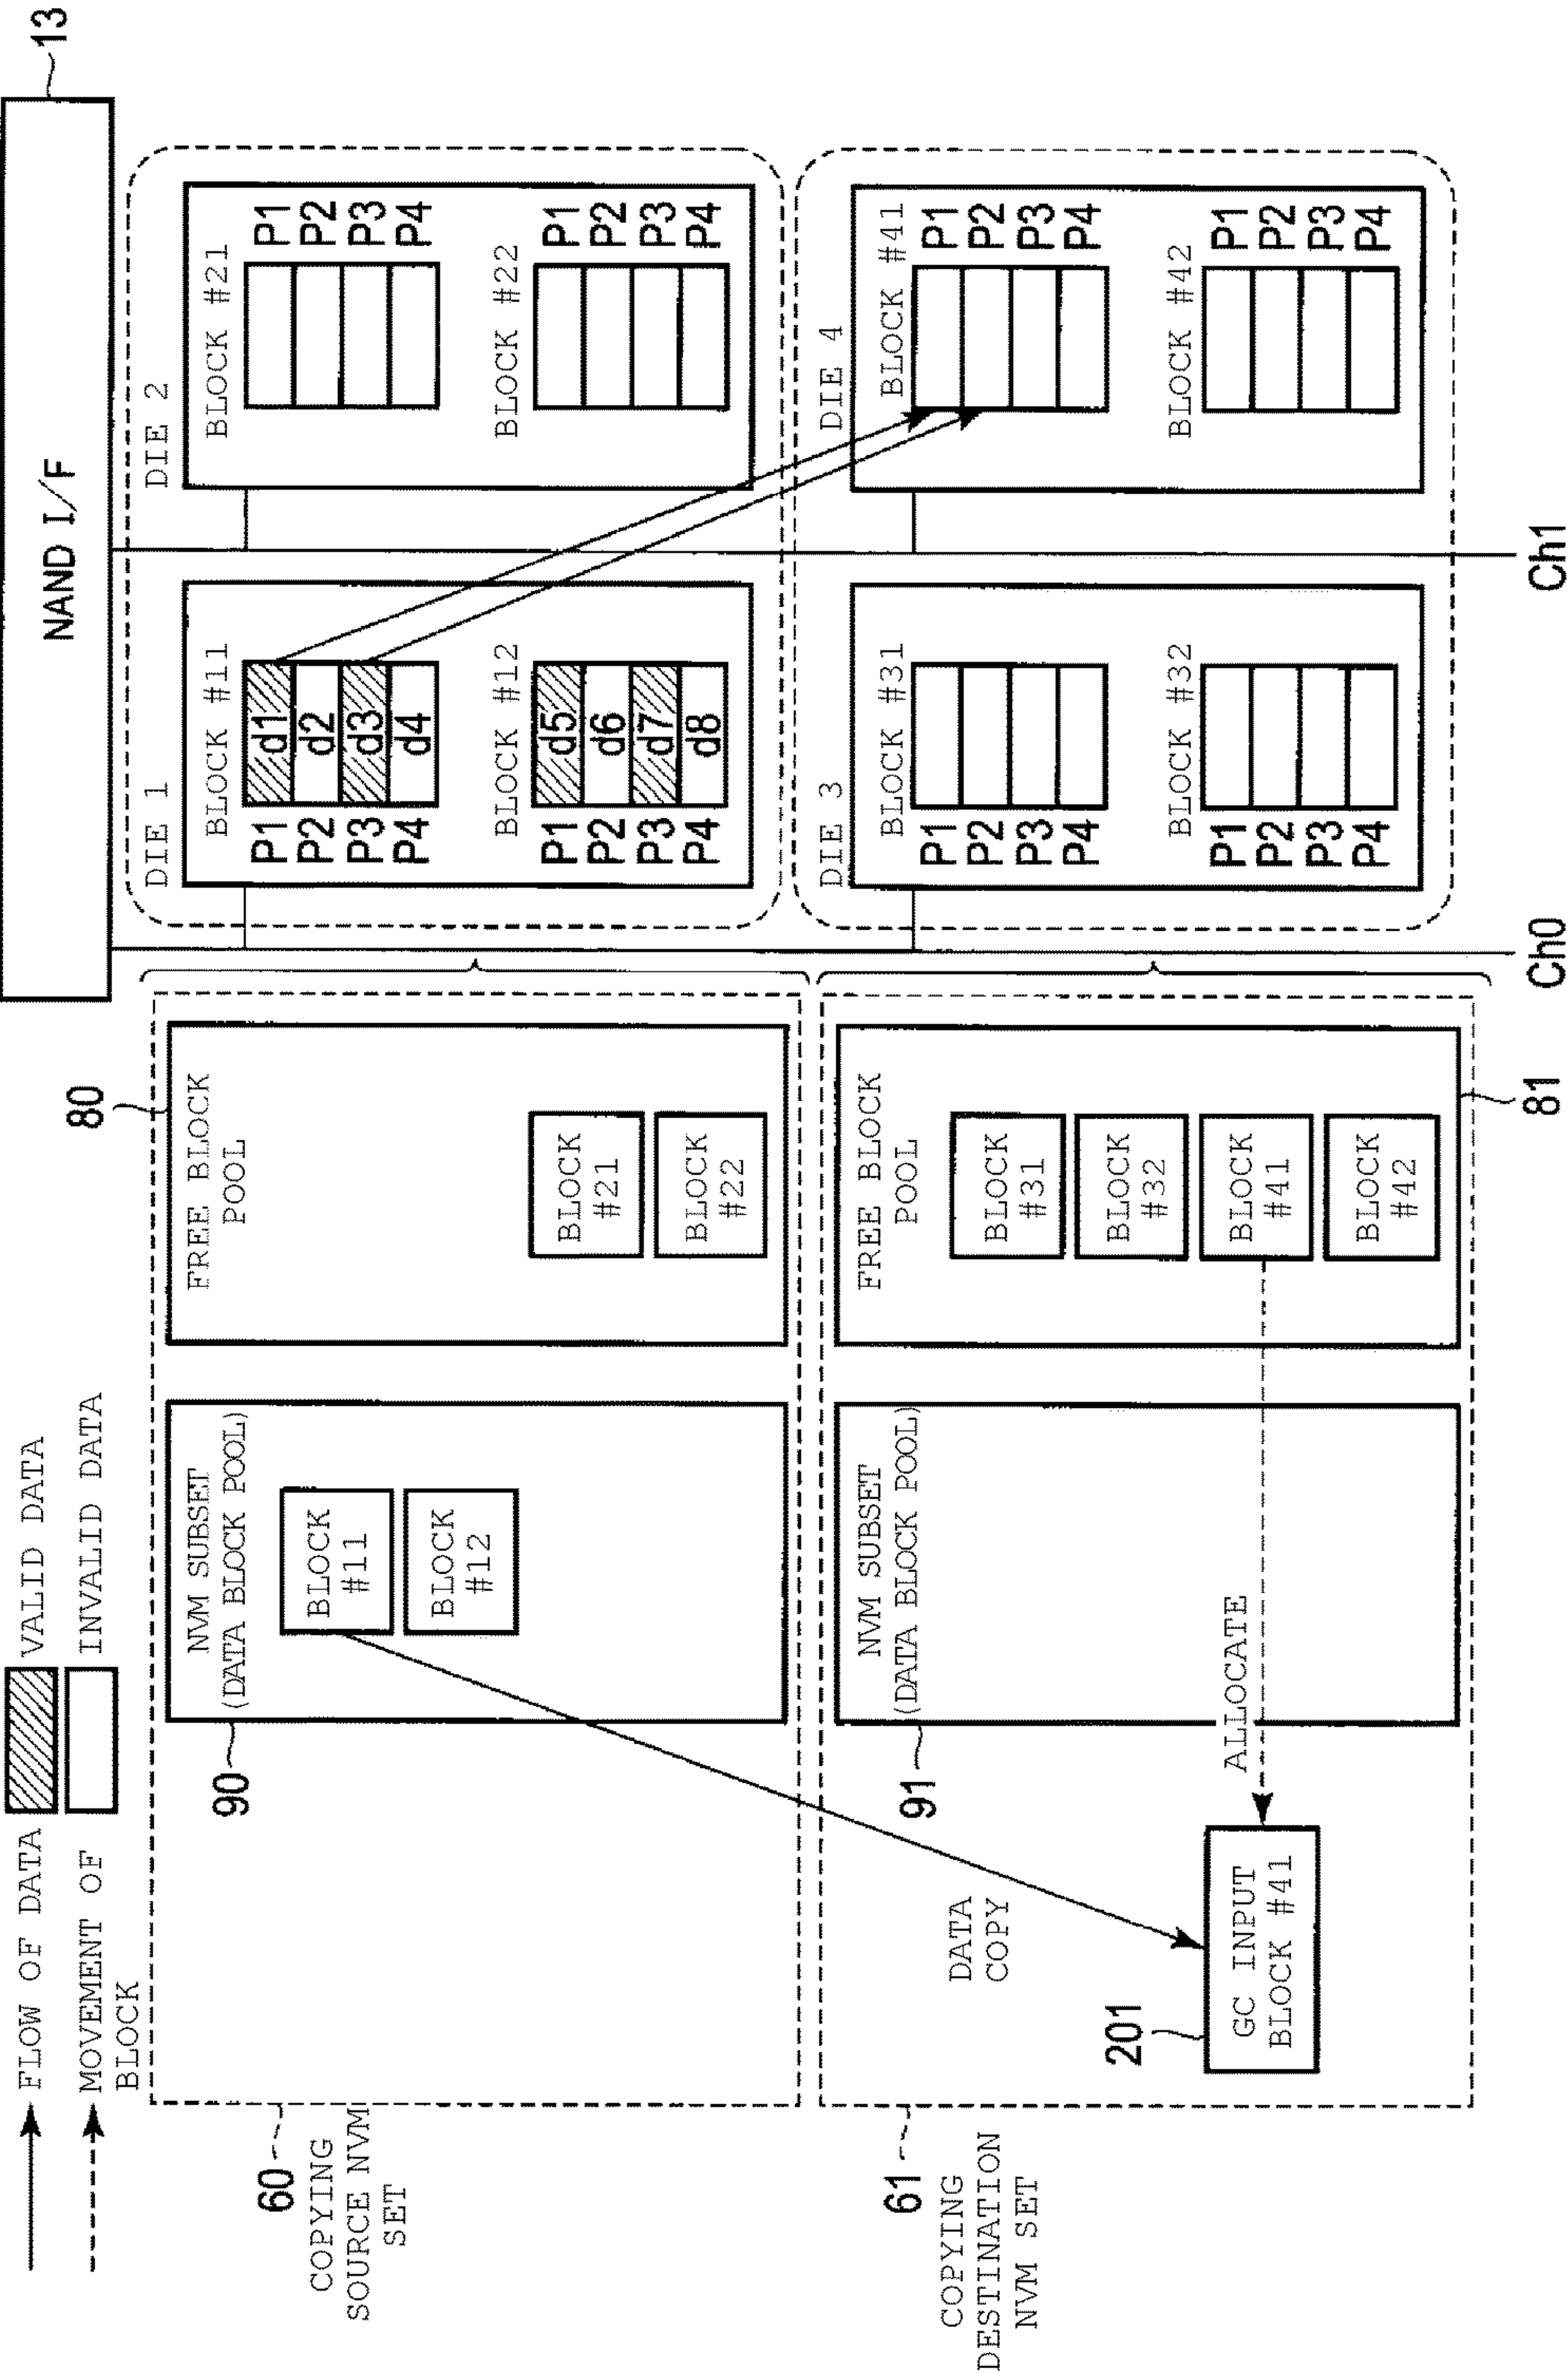 FLOW OF DATA
MOVEMENT OF
BLOCK
VALID DATA
INVALID DATA
NAND I/F
13
60
COPYING
SOURCE NVM
SET
90
NVM SUBSET
(DATA BLOCK POOL)
BLOCK
#11
BLOCK
#12
80
FREE BLOCK
POOL
BLOCK
#21
BLOCK
#22
DIE 1
BLOCK #11
P1 d1
P2 d2
P3 d3
P4 d4
BLOCK #12
P1 d5
P2 d6
P3 d7
P4 d8
DIE 2
BLOCK #21
P1
P2
P3
P4
BLOCK #22
P1
P2
P3
P4
61
COPYING
DESTINATION
NVM SET
DATA
COPY
201
GC INPUT
BLOCK #41
ALLOCATE
91
NVM SUBSET
(DATA BLOCK POOL)
FREE BLOCK
POOL
BLOCK
#31
BLOCK
#32
BLOCK
#41
BLOCK
#42
81
DIE 3
BLOCK #31
P1
P2
P3
P4
BLOCK #32
P1
P2
P3
P4
DIE 4
BLOCK #41
P1
P2
P3
P4
BLOCK #42
P1
P2
P3
P4
Ch0
Ch1